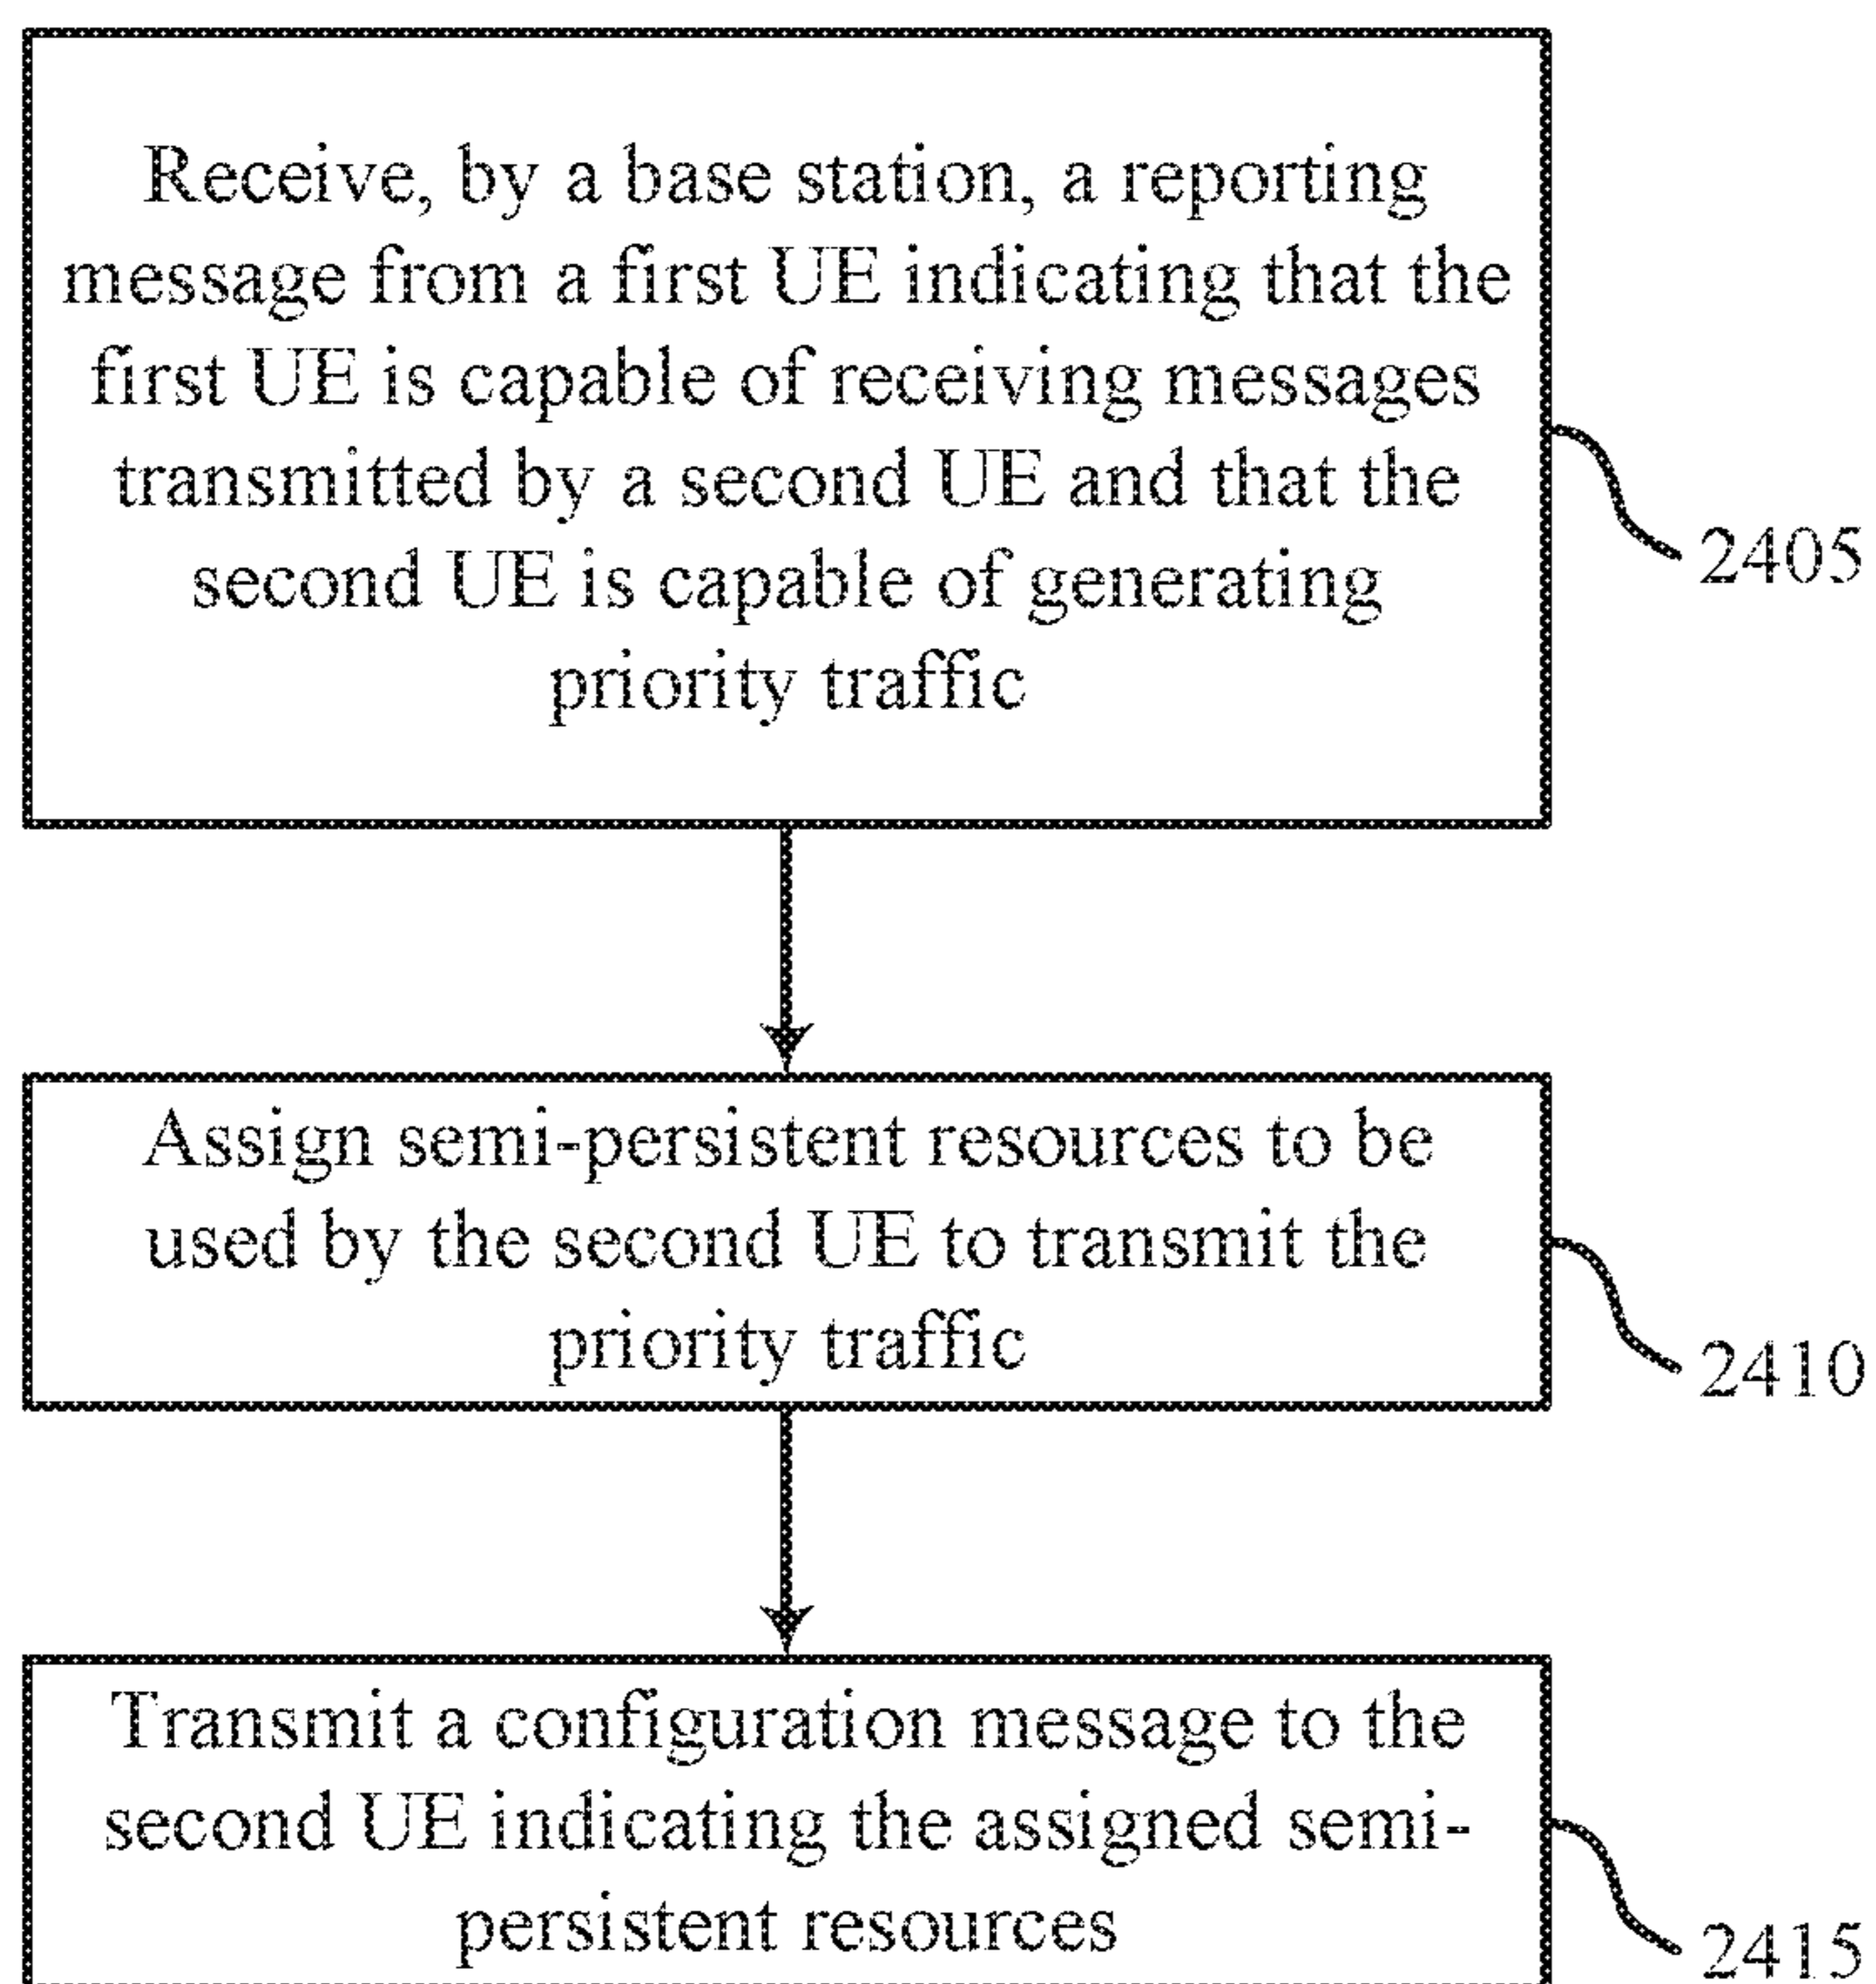 Receive, by a base station, a reporting
message from a first UE indicating that the
first UE is capable of receiving messages
transmitted by a second UE and that the
second UE is capable of generating
priority traffic
2405
Assign semi-persistent resources to be
used by the second UE to transmit the
priority traffic
2410
Transmit a configuration message to the
second UE indicating the assigned semi-
persistent resources
2415